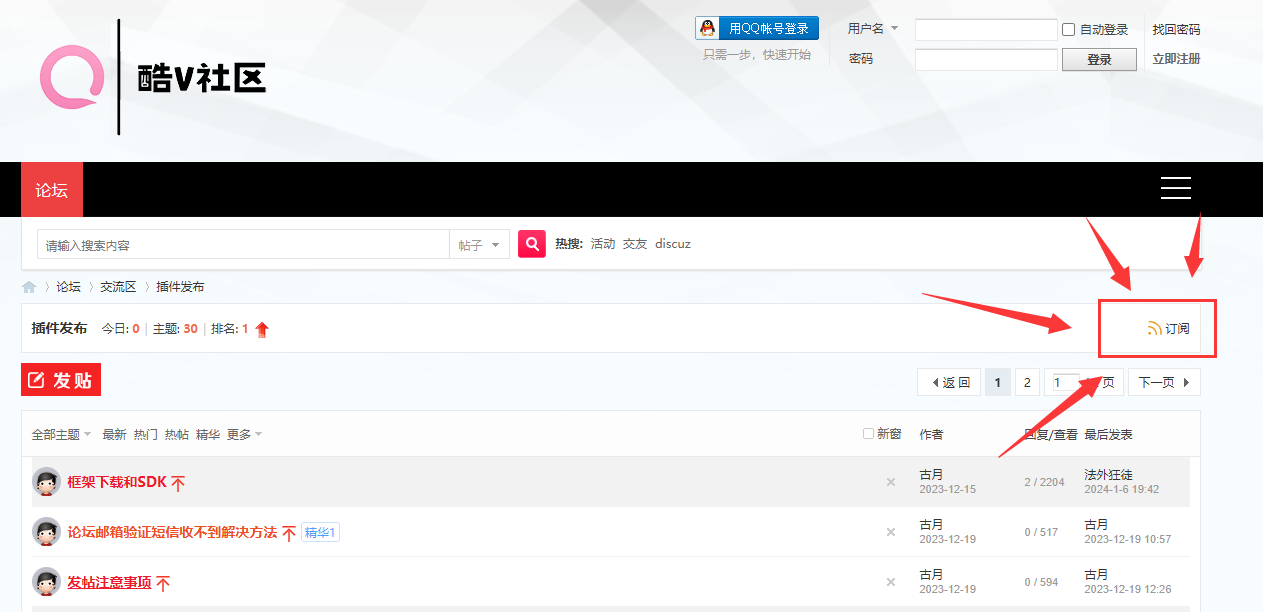 酷V社区
用QQ帐号登录
只需一步，快速开始
用户名
自动登录
找回密码
密码
登录
立即注册
论坛
请输入搜索内容
帖子
热搜: 活动 交友 discuz
论坛 〉 交流区 〉 插件发布
插件发布 今日: 0 | 主题: 30 | 排名: 1
订阅
发贴
返回 1 2 1 页 下一页
全部主题 最新 热门 热帖 精华 更多
新窗 作者 回复/查看 最后发表
框架下载和SDK
古月 2 / 2204 法外狂徒
2023-12-15 2024-1-6 19:42
论坛邮箱验证短信收不到解决方法 精华1
古月 0 / 517 古月
2023-12-19 2023-12-19 10:57
发帖注意事项
古月 0 / 594 古月
2023-12-19 2023-12-19 12:26